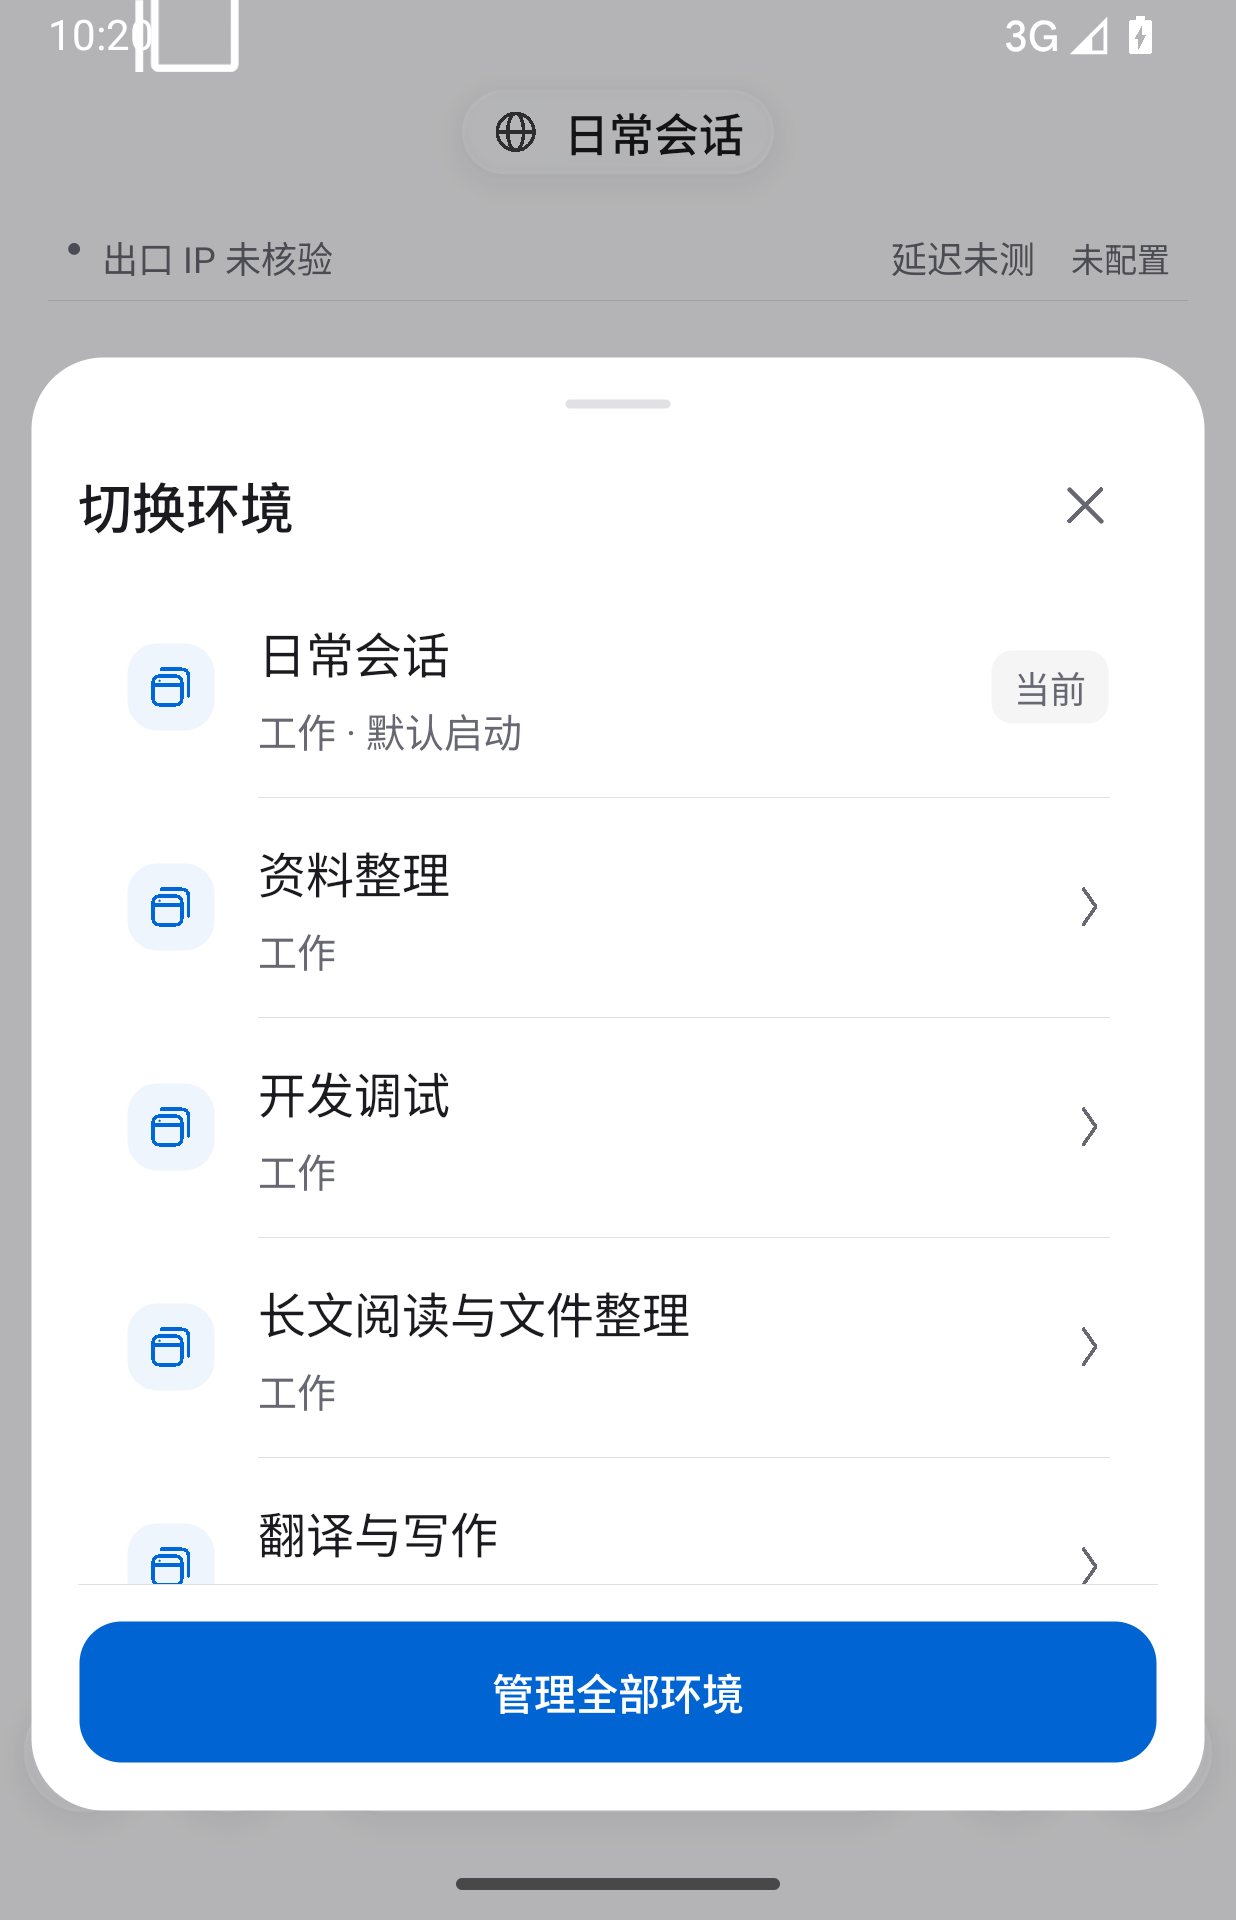 10:20
3G
日常会话
出口 IP 未核验
延迟未测
未配置
切换环境
日常会话
工作 · 默认启动
当前
资料整理
工作
开发调试
工作
长文阅读与文件整理
工作
翻译与写作
管理全部环境